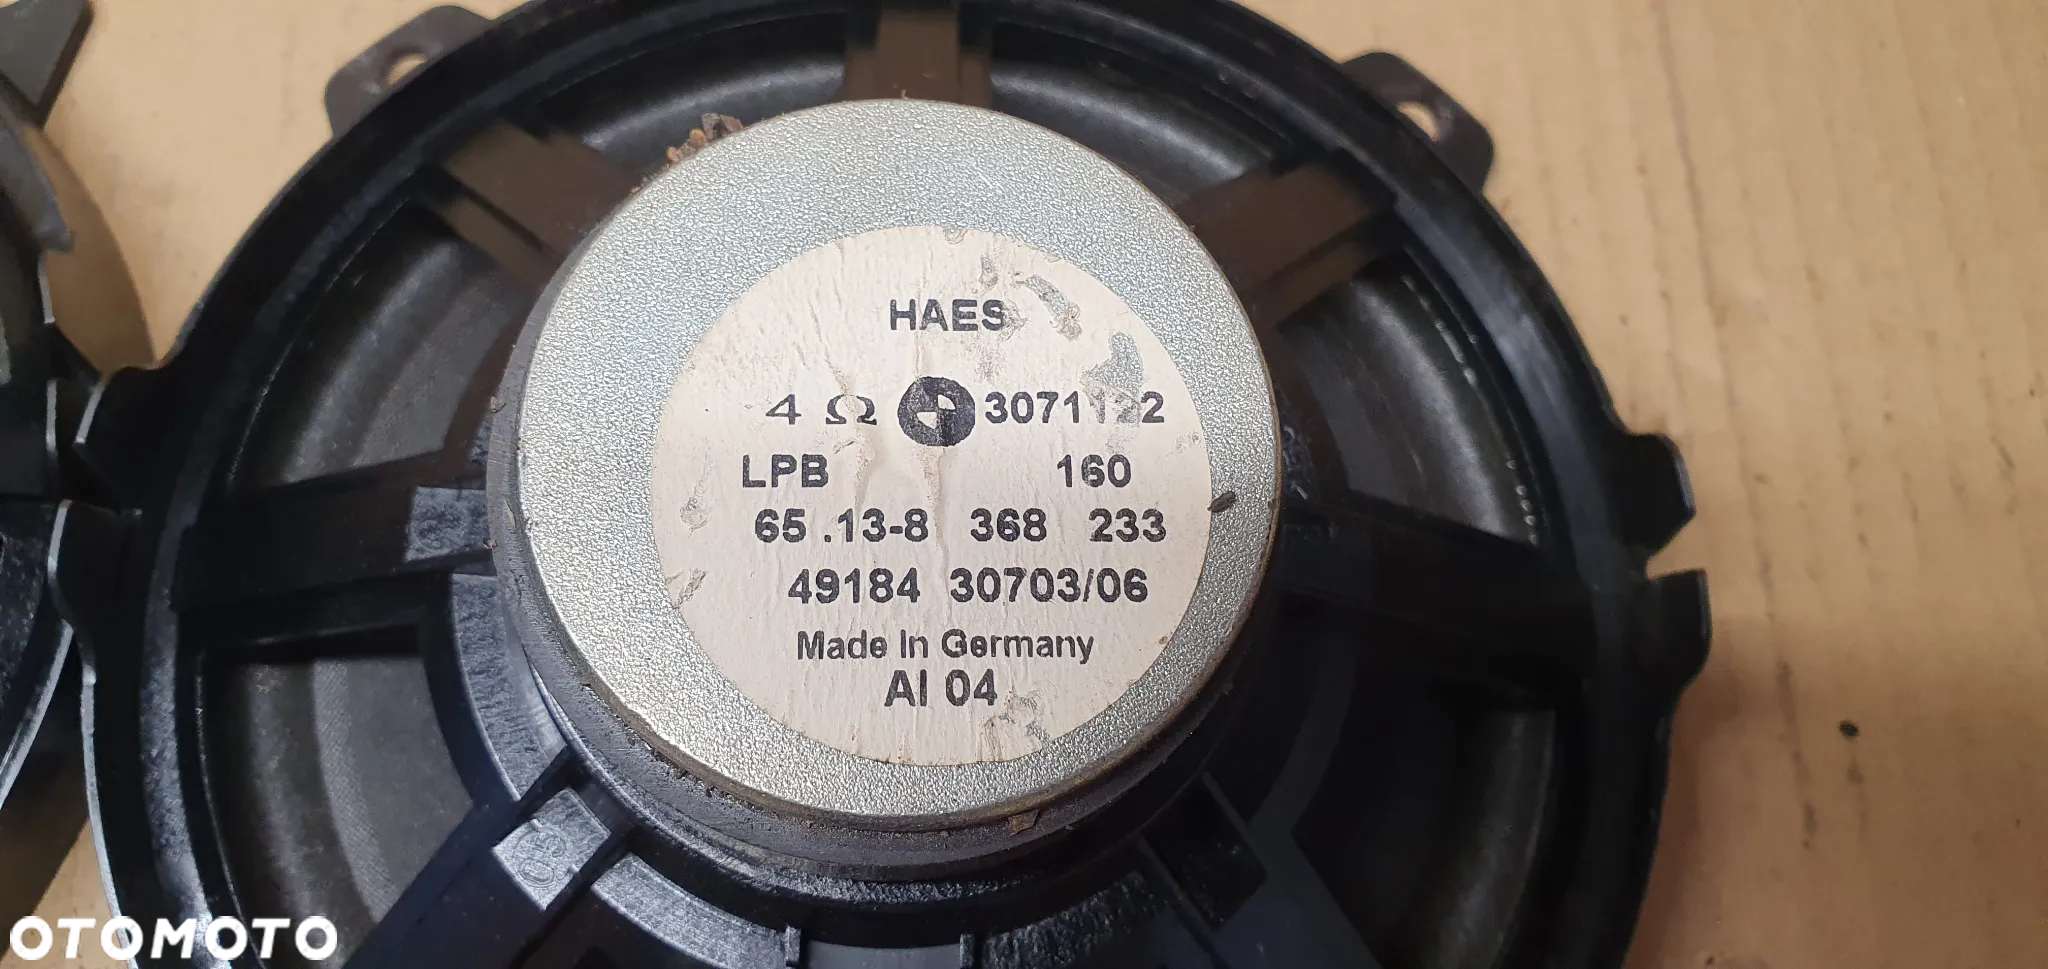 HAES
4 Ω 3071122
LPB 160
65 .13-8 368 233
49184 30703/06
Made In Germany
AI 04
OTOMOTO